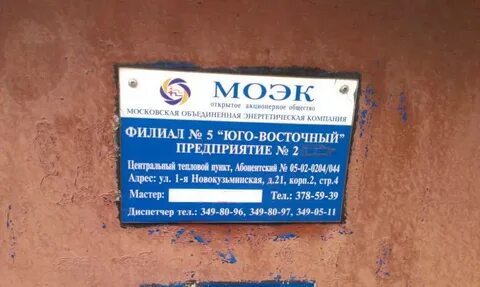 МОЭК
открытое акционерное общество
МОСКОВСКАЯ ОБЪЕДИНЕННАЯ ЭНЕРГЕТИЧЕСКАЯ КОМПАНИЯ
ФИЛИАЛ № 5 "ЮГО-ВОСТОЧНЫЙ"
ПРЕДПРИЯТИЕ № 2
Центральный тепловой пункт, Абонентский № 05-02-0204/044
Адрес: ул. 1-я Новокузьминская, д.21, корп.2, стр.4
Мастер: Тел.: 378-59-39
Диспетчер тел.: 349-80-96, 349-80-97, 349-05-11